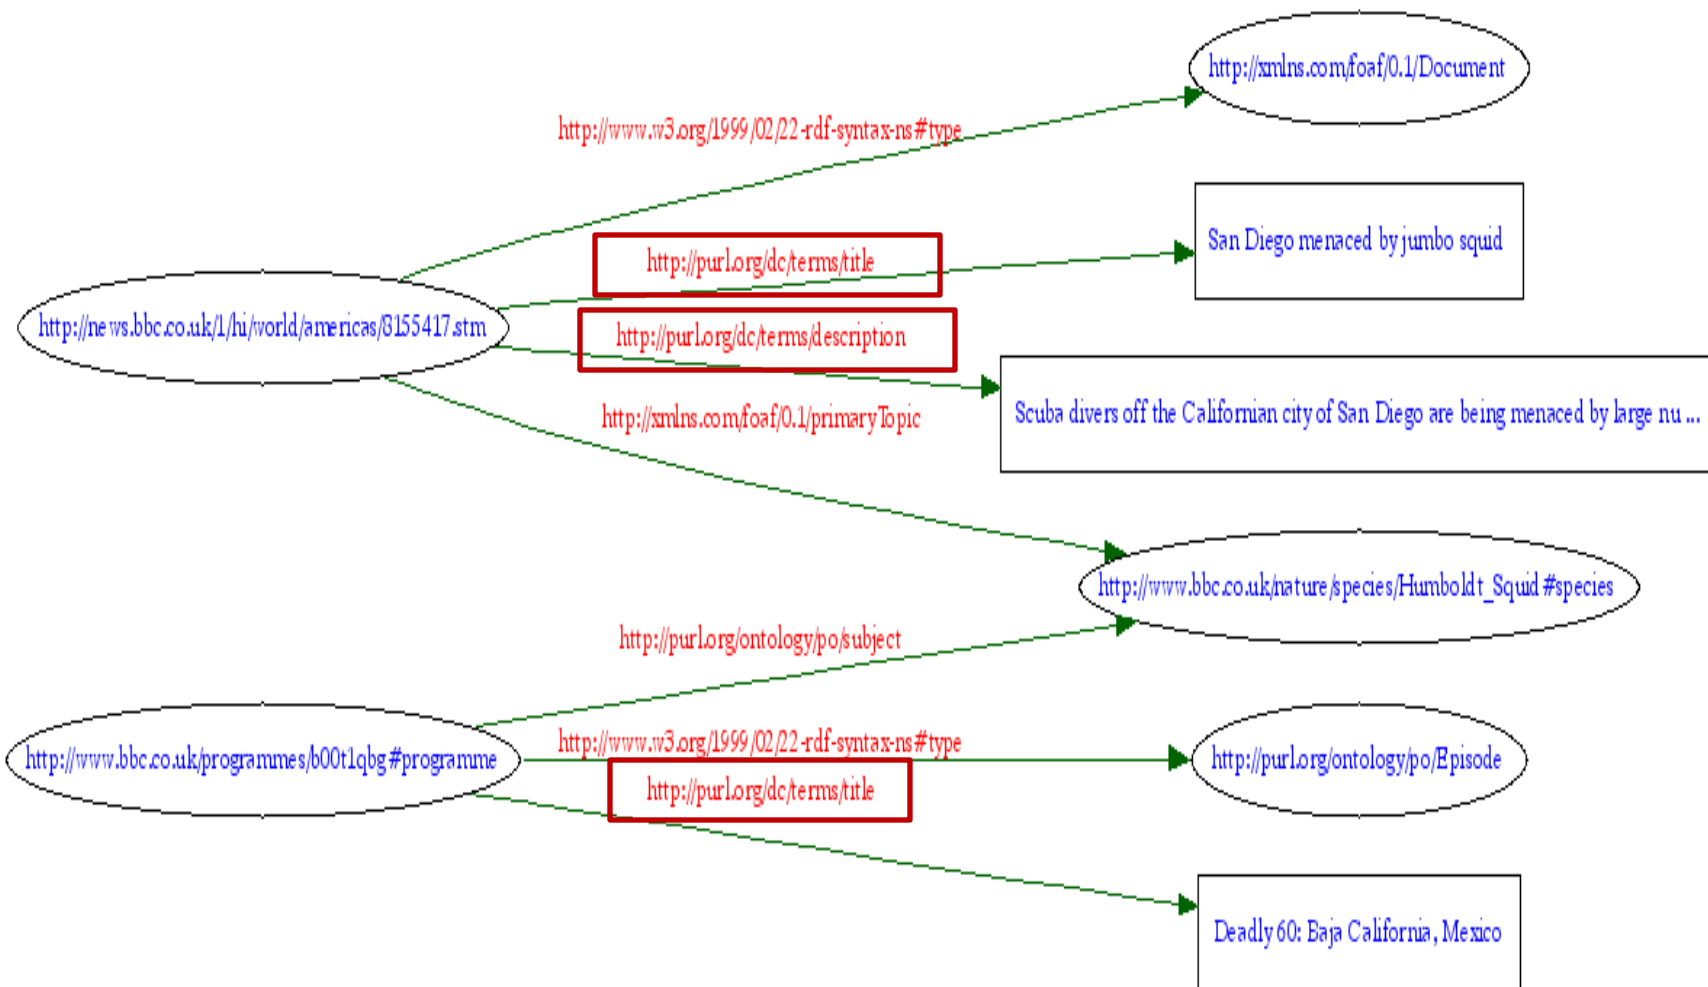 http://xmlns.com/foaf/0.1/Document
http://www.w3.org/1999/02/22-rdf-syntax-ns#type
San Diego menaced by jumbo squid
http://purl.org/dc/terms/title
http://news.bbc.co.uk/1/hi/world/americas/8155417.stm
http://purl.org/dc/terms/description
Scuba divers off the Californian city of San Diego are being menaced by large nu ...
http://xmlns.com/foaf/0.1/primaryTopic
http://www.bbc.co.uk/nature/species/Humboldt_Squid#species
http://purl.org/ontology/po/subject
http://www.w3.org/1999/02/22-rdf-syntax-ns#type
http://www.bbc.co.uk/programmes/b00t1qbg#programme
http://purl.org/ontology/po/Episode
http://purl.org/dc/terms/title
Deadly 60: Baja California, Mexico